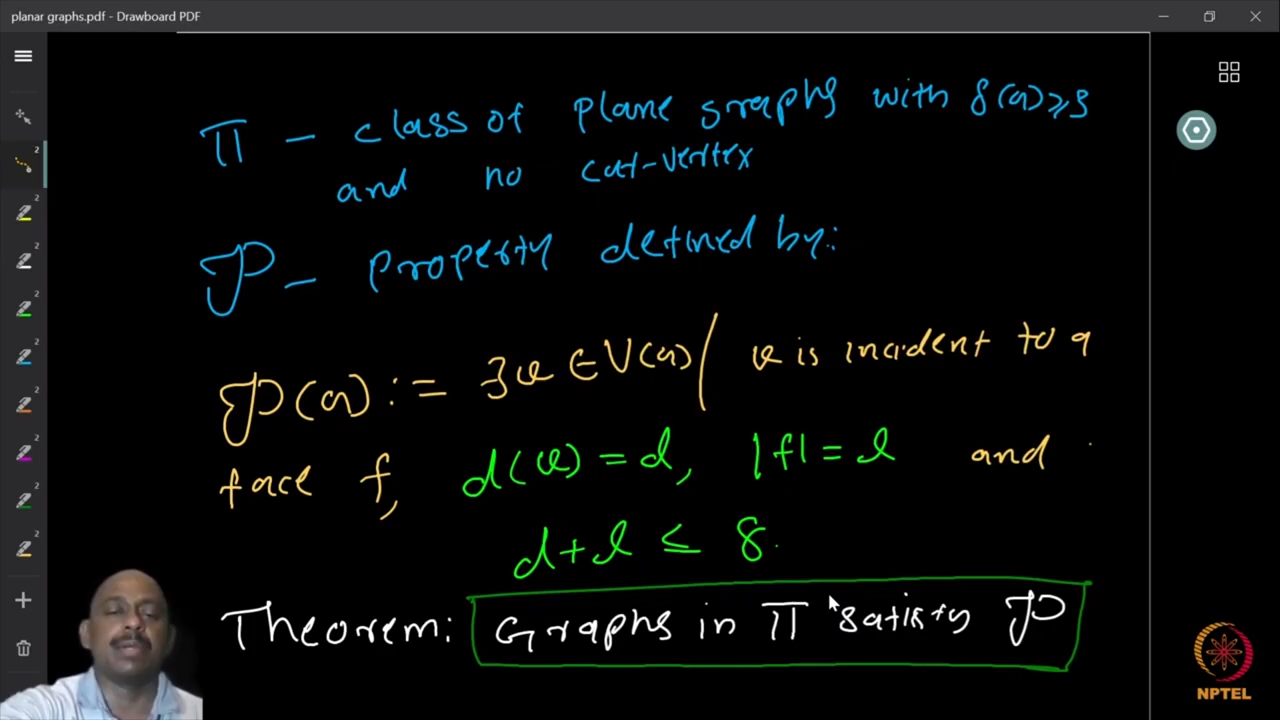 planar graphs.pdf - Drawboard PDF
Π - class of plane graphs with δ(G) ≥ 3
and no cut-vertex
𝒫 - Property defined by:
𝒫(G) := ∃v ∈ V(G) / v is incident to a
face f, d(v) = d, |f| = l and
d + l ≤ 8.
Theorem: Graphs in Π satisfy 𝒫
NPTEL